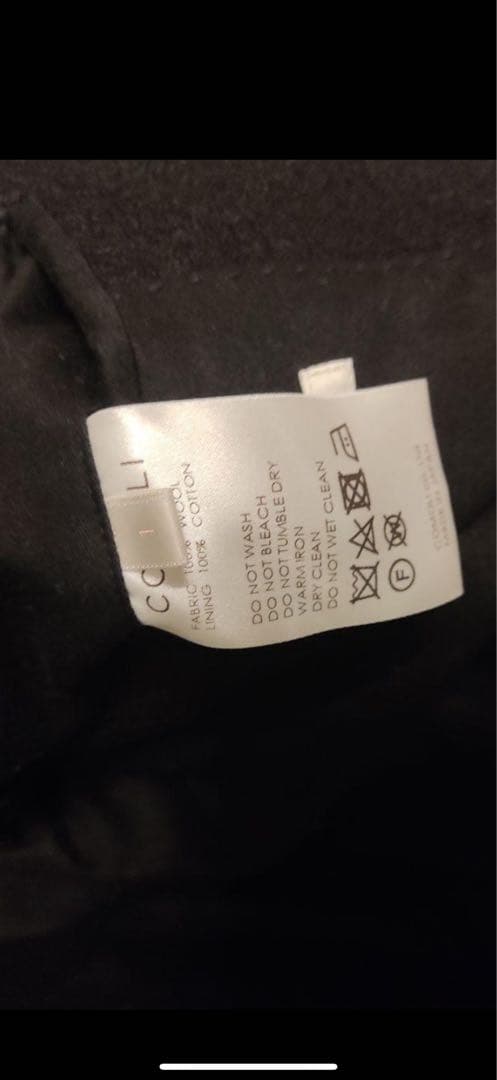 CO LI
1
FABRIC 100% WOOL
LINING 100% COTTON
DO NOT WASH
DO NOT BLEACH
DO NOT TUMBLE DRY
WARM IRON
DRY CLEAN
DO NOT WET CLEAN
F
W